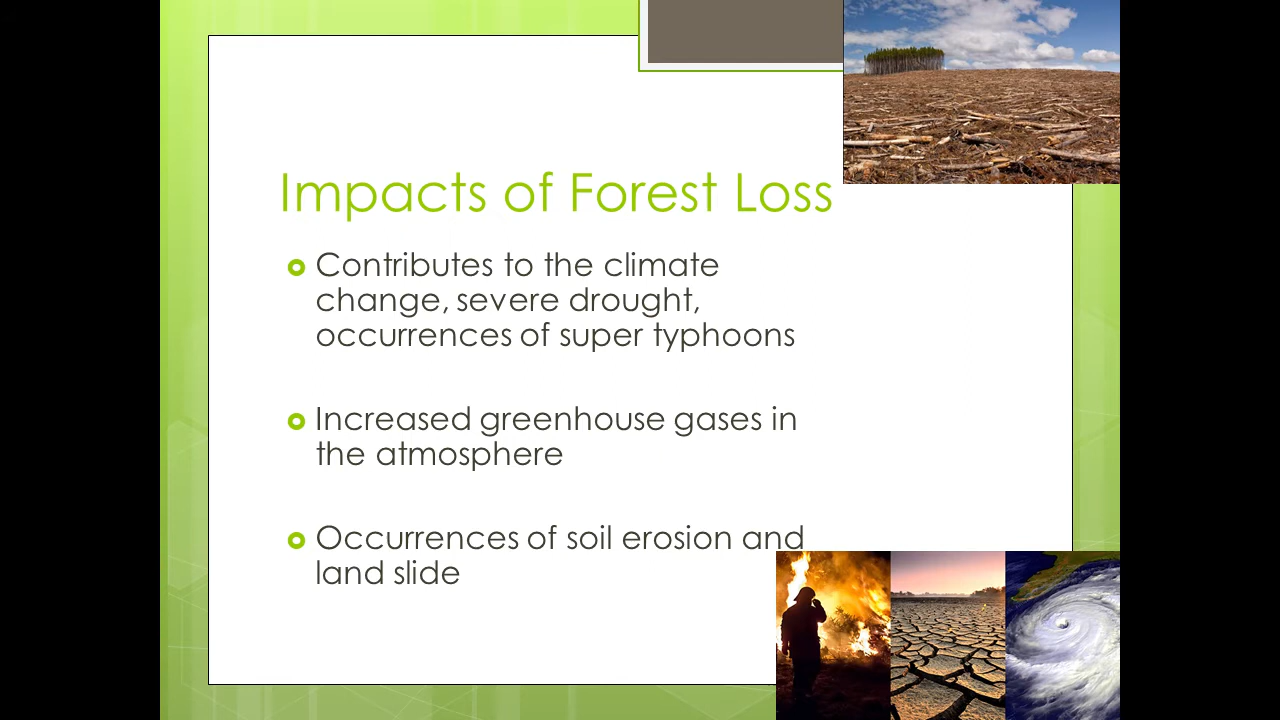 Impacts of Forest Loss
Contributes to the climate
change, severe drought,
occurrences of super typhoons
Increased greenhouse gases in
the atmosphere
Occurrences of soil erosion and
land slide